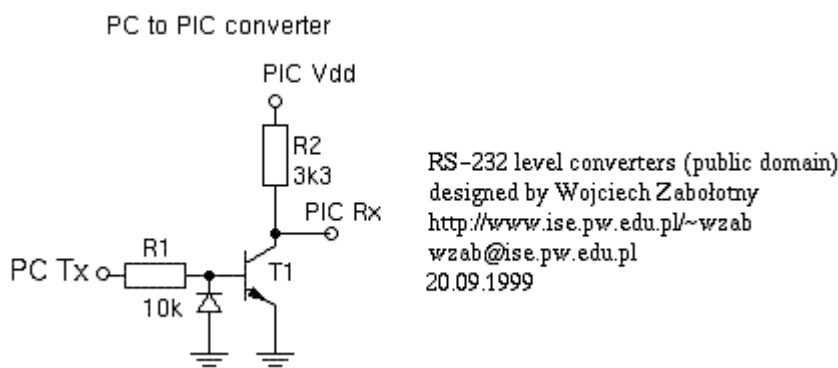 PC to PIC converter
PIC Vdd
R2
3k3
PIC Rx
R1
PC Tx
T1
10k
RS-232 level converters (public domain)
designed by Wojciech Zabołotny
http://www.ise.pw.edu.pl/~wzab
wzab@ise.pw.edu.pl
20.09.1999